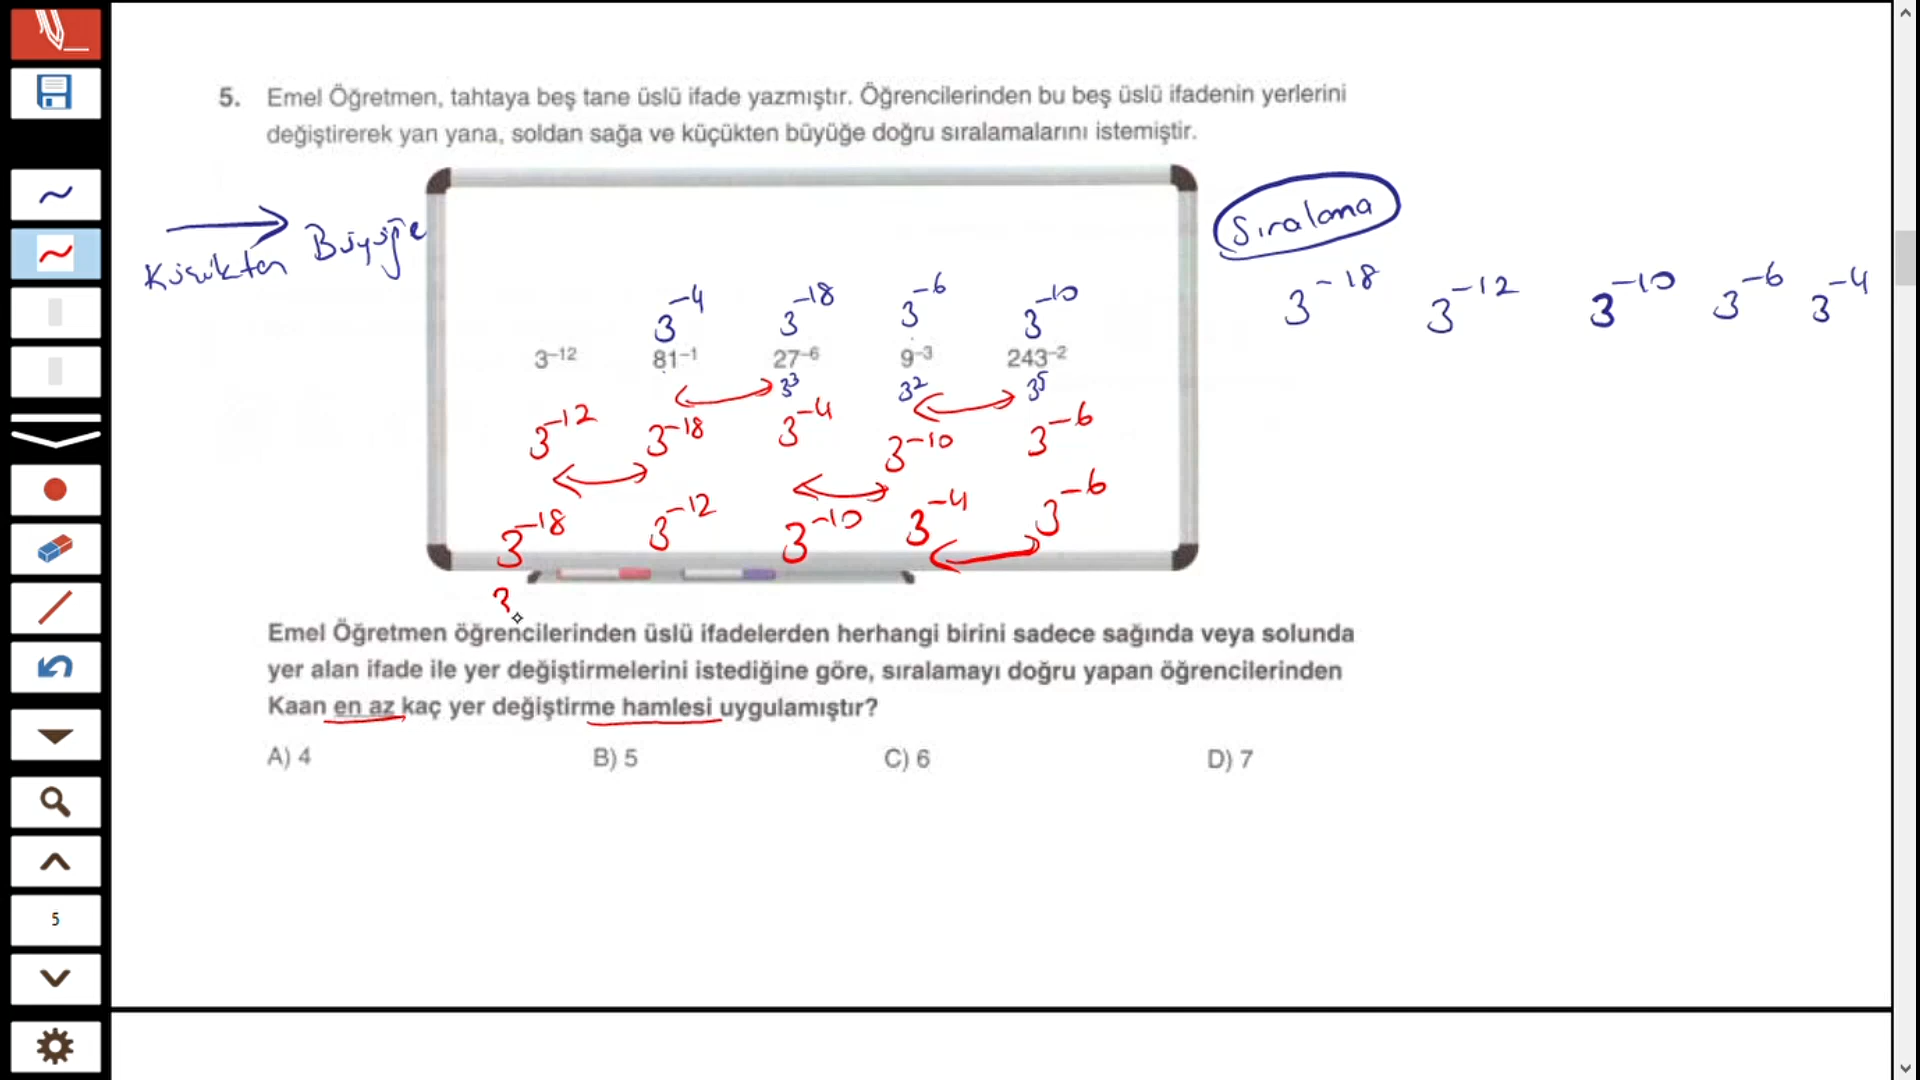 5. Emel Öğretmen, tahtaya beş tane üslü ifade yazmıştır. Öğrencilerinden bu beş üslü ifadenin yerlerini
değiştirerek yan yana, soldan sağa ve küçükten büyüğe doğru sıralamalarını istemiştir.
Sıralama
Küçükten Büyüğe
3⁻¹⁸ 3⁻¹² 3⁻¹⁰ 3⁻⁶ 3⁻⁴
3⁻⁴ 3⁻¹⁸ 3⁻⁶ 3⁻¹⁰
3⁻¹² 81⁻¹ 27⁻⁶ 9⁻³ 243⁻²
3³ 3² 3⁵
3⁻¹² 3⁻¹⁸ 3⁻⁴ 3⁻¹⁰ 3⁻⁶
3⁻¹⁸ 3⁻¹² 3⁻¹⁰ 3⁻⁴ 3⁻⁶
3
Emel Öğretmen öğrencilerinden üslü ifadelerden herhangi birini sadece sağında veya solunda
yer alan ifade ile yer değiştirmelerini istediğine göre, sıralamayı doğru yapan öğrencilerinden
Kaan en az kaç yer değiştirme hamlesi uygulamıştır?
A) 4 B) 5 C) 6 D) 7
5